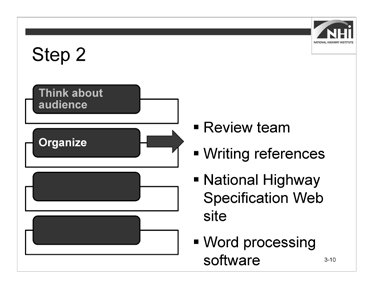 NHI
NATIONAL HIGHWAY INSTITUTE
Step 2
Think about
audience
Organize
▪ Review team
▪ Writing references
▪ National Highway
Specification Web
site
▪ Word processing
software
3-10